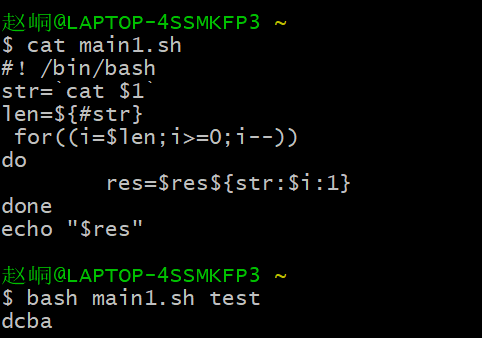 赵峒@LAPTOP-4SSMKFP3 ~
$ cat main1.sh
#! /bin/bash
str=`cat $1`
len=${#str}
 for((i=$len;i>=0;i--))
do
        res=$res${str:$i:1}
done
echo "$res"

赵峒@LAPTOP-4SSMKFP3 ~
$ bash main1.sh test
dcba